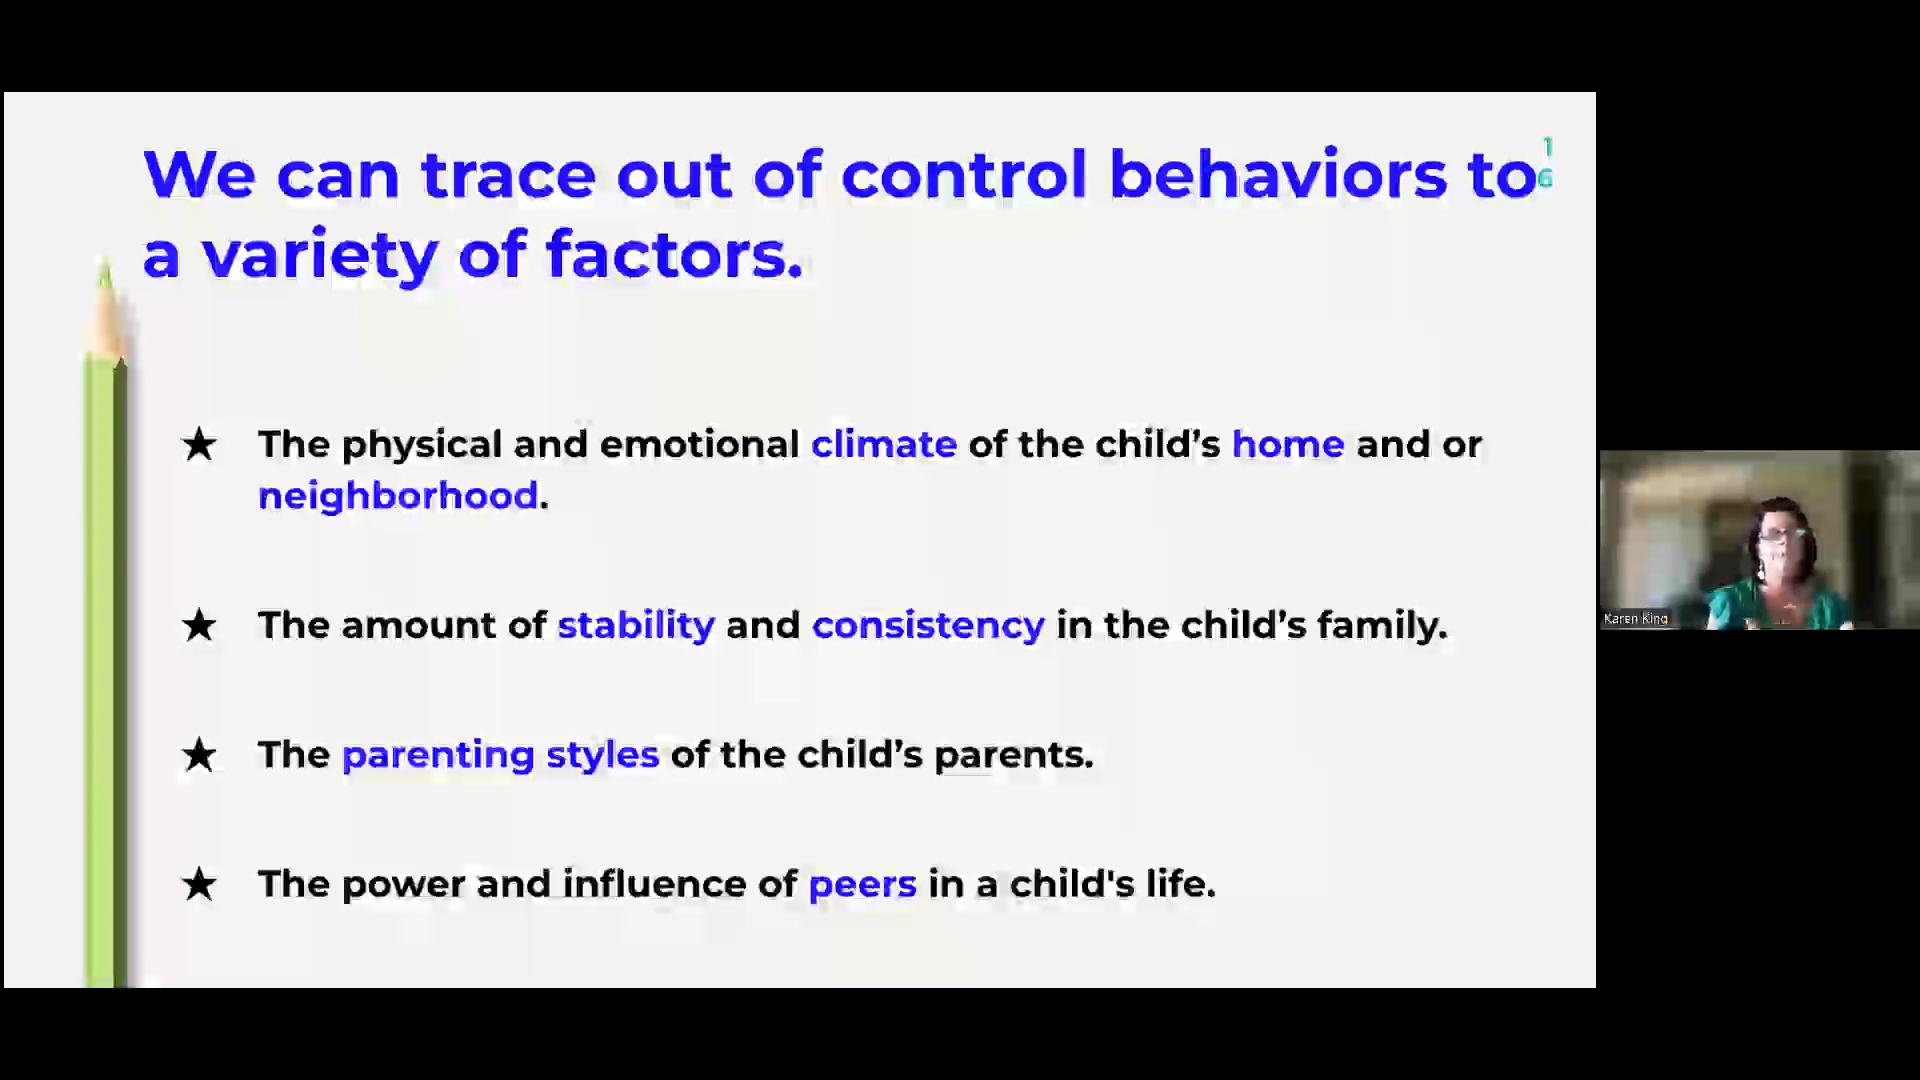 We can trace out of control behaviors to
a variety of factors.
1
6
★ The physical and emotional climate of the child’s home and or
neighborhood.
★ The amount of stability and consistency in the child’s family.
★ The parenting styles of the child’s parents.
★ The power and influence of peers in a child's life.
Karen King